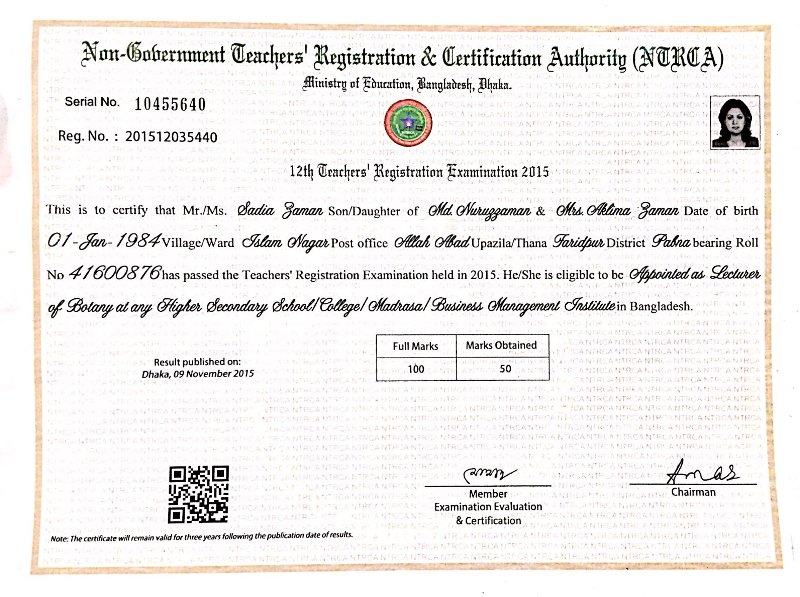 Non-Government Teachers' Registration & Certification Authority (NTRCA)
Ministry of Education, Bangladesh, Dhaka.
Serial No. 10455640
Reg. No. : 201512035440
12th Teachers' Registration Examination 2015
This is to certify that Mr./Ms. Sadia Zaman Son/Daughter of Md. Nuruzzaman & Mrs. Aklima Zaman Date of birth
01-Jan-1984 Village/Ward Islam Nagar Post office Allah Abad Upazila/Thana Faridpur District Pabna bearing Roll
No 41600876 has passed the Teachers' Registration Examination held in 2015. He/She is eligible to be Appointed as Lecturer
of Botany at any Higher Secondary School/College/Madrasa/Business Management Institute in Bangladesh.
Full Marks Marks Obtained
100 50
Result published on:
Dhaka, 09 November 2015
Member
Examination Evaluation
& Certification
Chairman
Note: The certificate will remain valid for three years following the publication date of results.